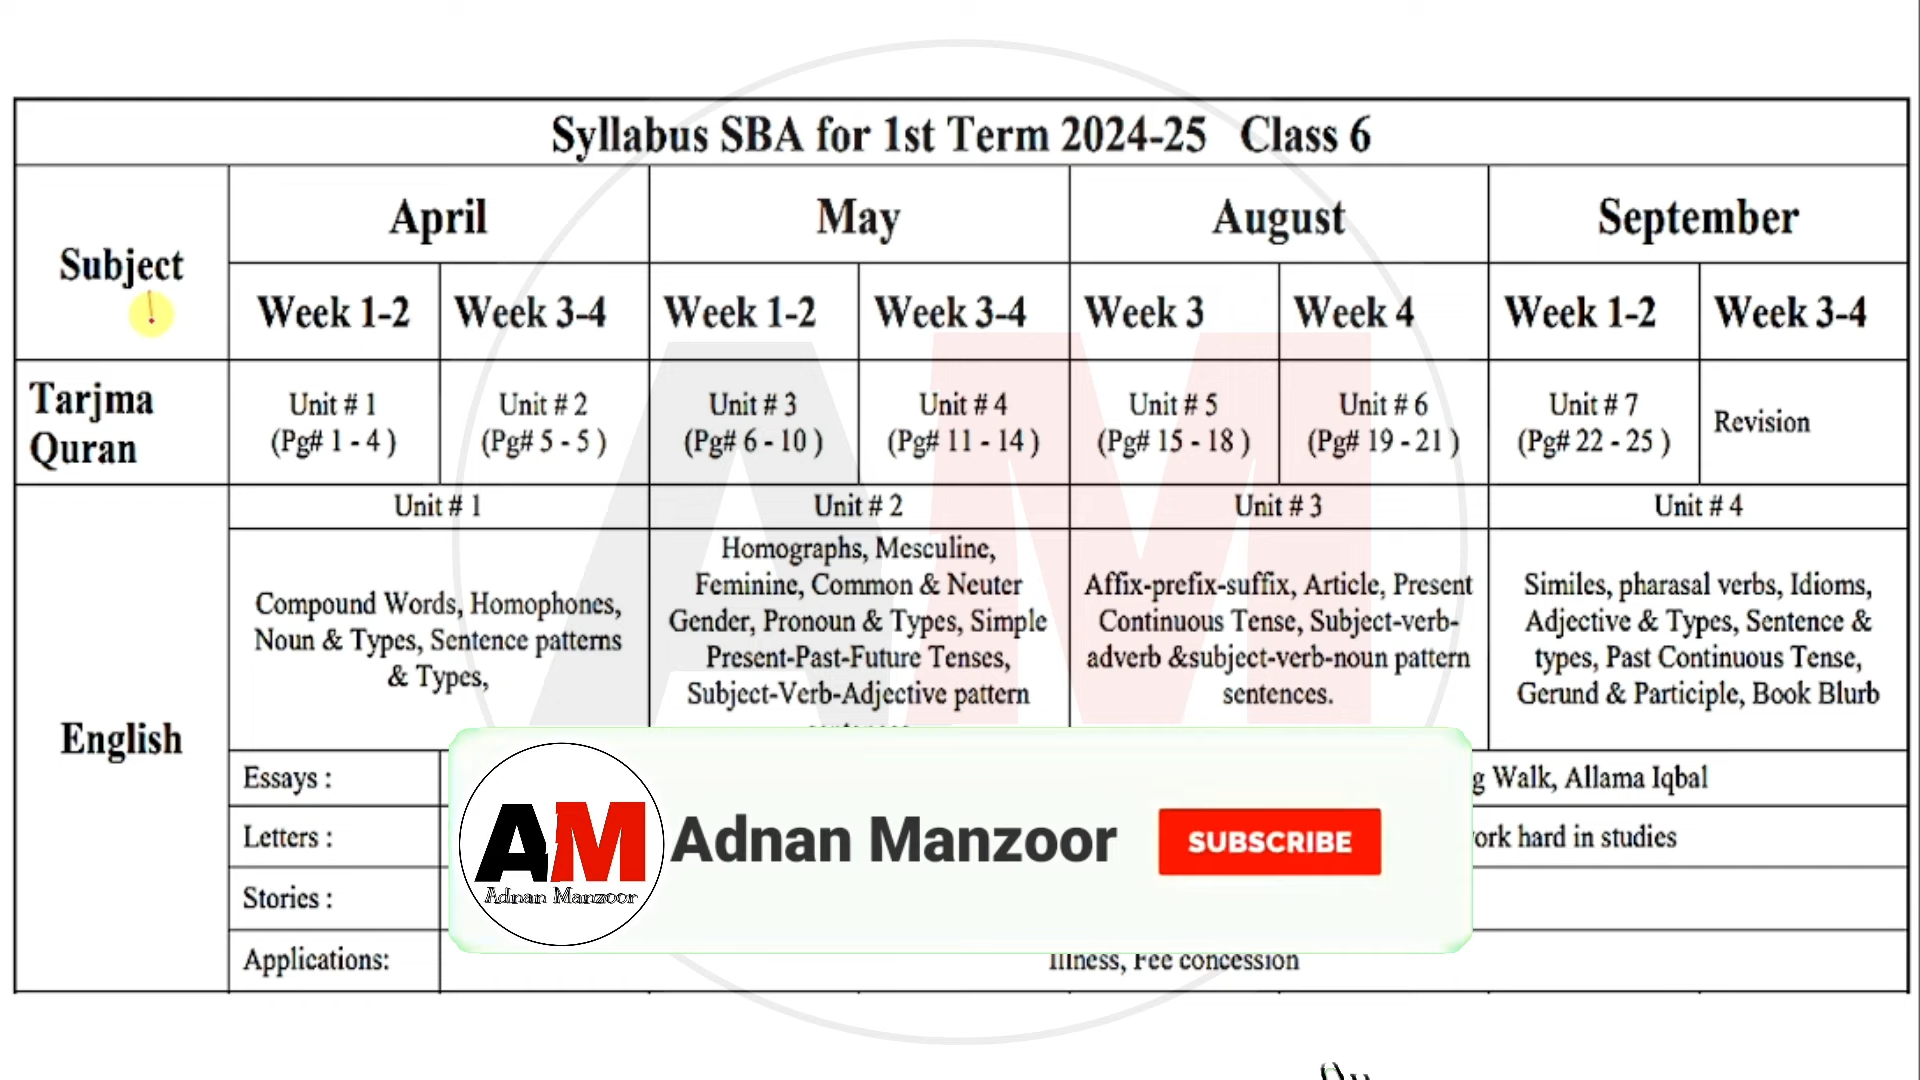 Syllabus SBA for 1st Term 2024-25 Class 6
Subject
April
May
August
September
Week 1-2
Week 3-4
Week 1-2
Week 3-4
Week 3
Week 4
Week 1-2
Week 3-4
Tarjma
Quran
Unit # 1
(Pg# 1 - 4 )
Unit # 2
(Pg# 5 - 5 )
Unit # 3
(Pg# 6 - 10 )
Unit # 4
(Pg# 11 - 14 )
Unit # 5
(Pg# 15 - 18 )
Unit # 6
(Pg# 19 - 21 )
Unit # 7
(Pg# 22 - 25 )
Revision
English
Unit # 1
Unit # 2
Unit # 3
Unit # 4
Compound Words, Homophones,
Noun & Types, Sentence patterns
& Types,
Homographs, Mesculine,
Feminine, Common & Neuter
Gender, Pronoun & Types, Simple
Present-Past-Future Tenses,
Subject-Verb-Adjective pattern
Affix-prefix-suffix, Article, Present
Continuous Tense, Subject-verb-
adverb &subject-verb-noun pattern
sentences.
Similes, pharasal verbs, Idioms,
Adjective & Types, Sentence &
types, Past Continuous Tense,
Gerund & Participle, Book Blurb
Essays :
g Walk, Allama Iqbal
Letters :
ork hard in studies
Stories :
Applications:
Illness, Fee concession
AM
Adnan Manzoor
Adnan Manzoor
SUBSCRIBE
AM